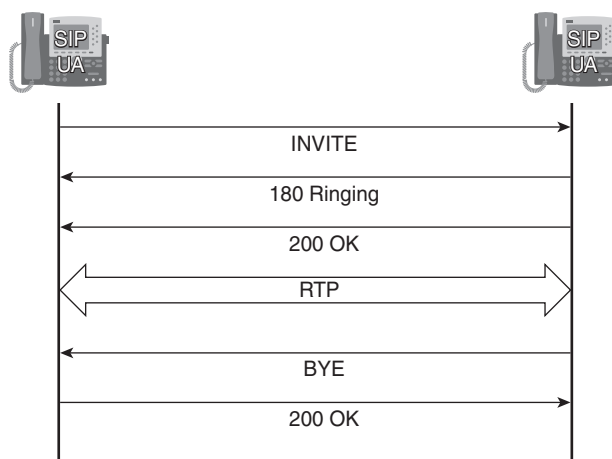 SIP
UA
SIP
UA
INVITE
180 Ringing
200 OK
RTP
BYE
200 OK